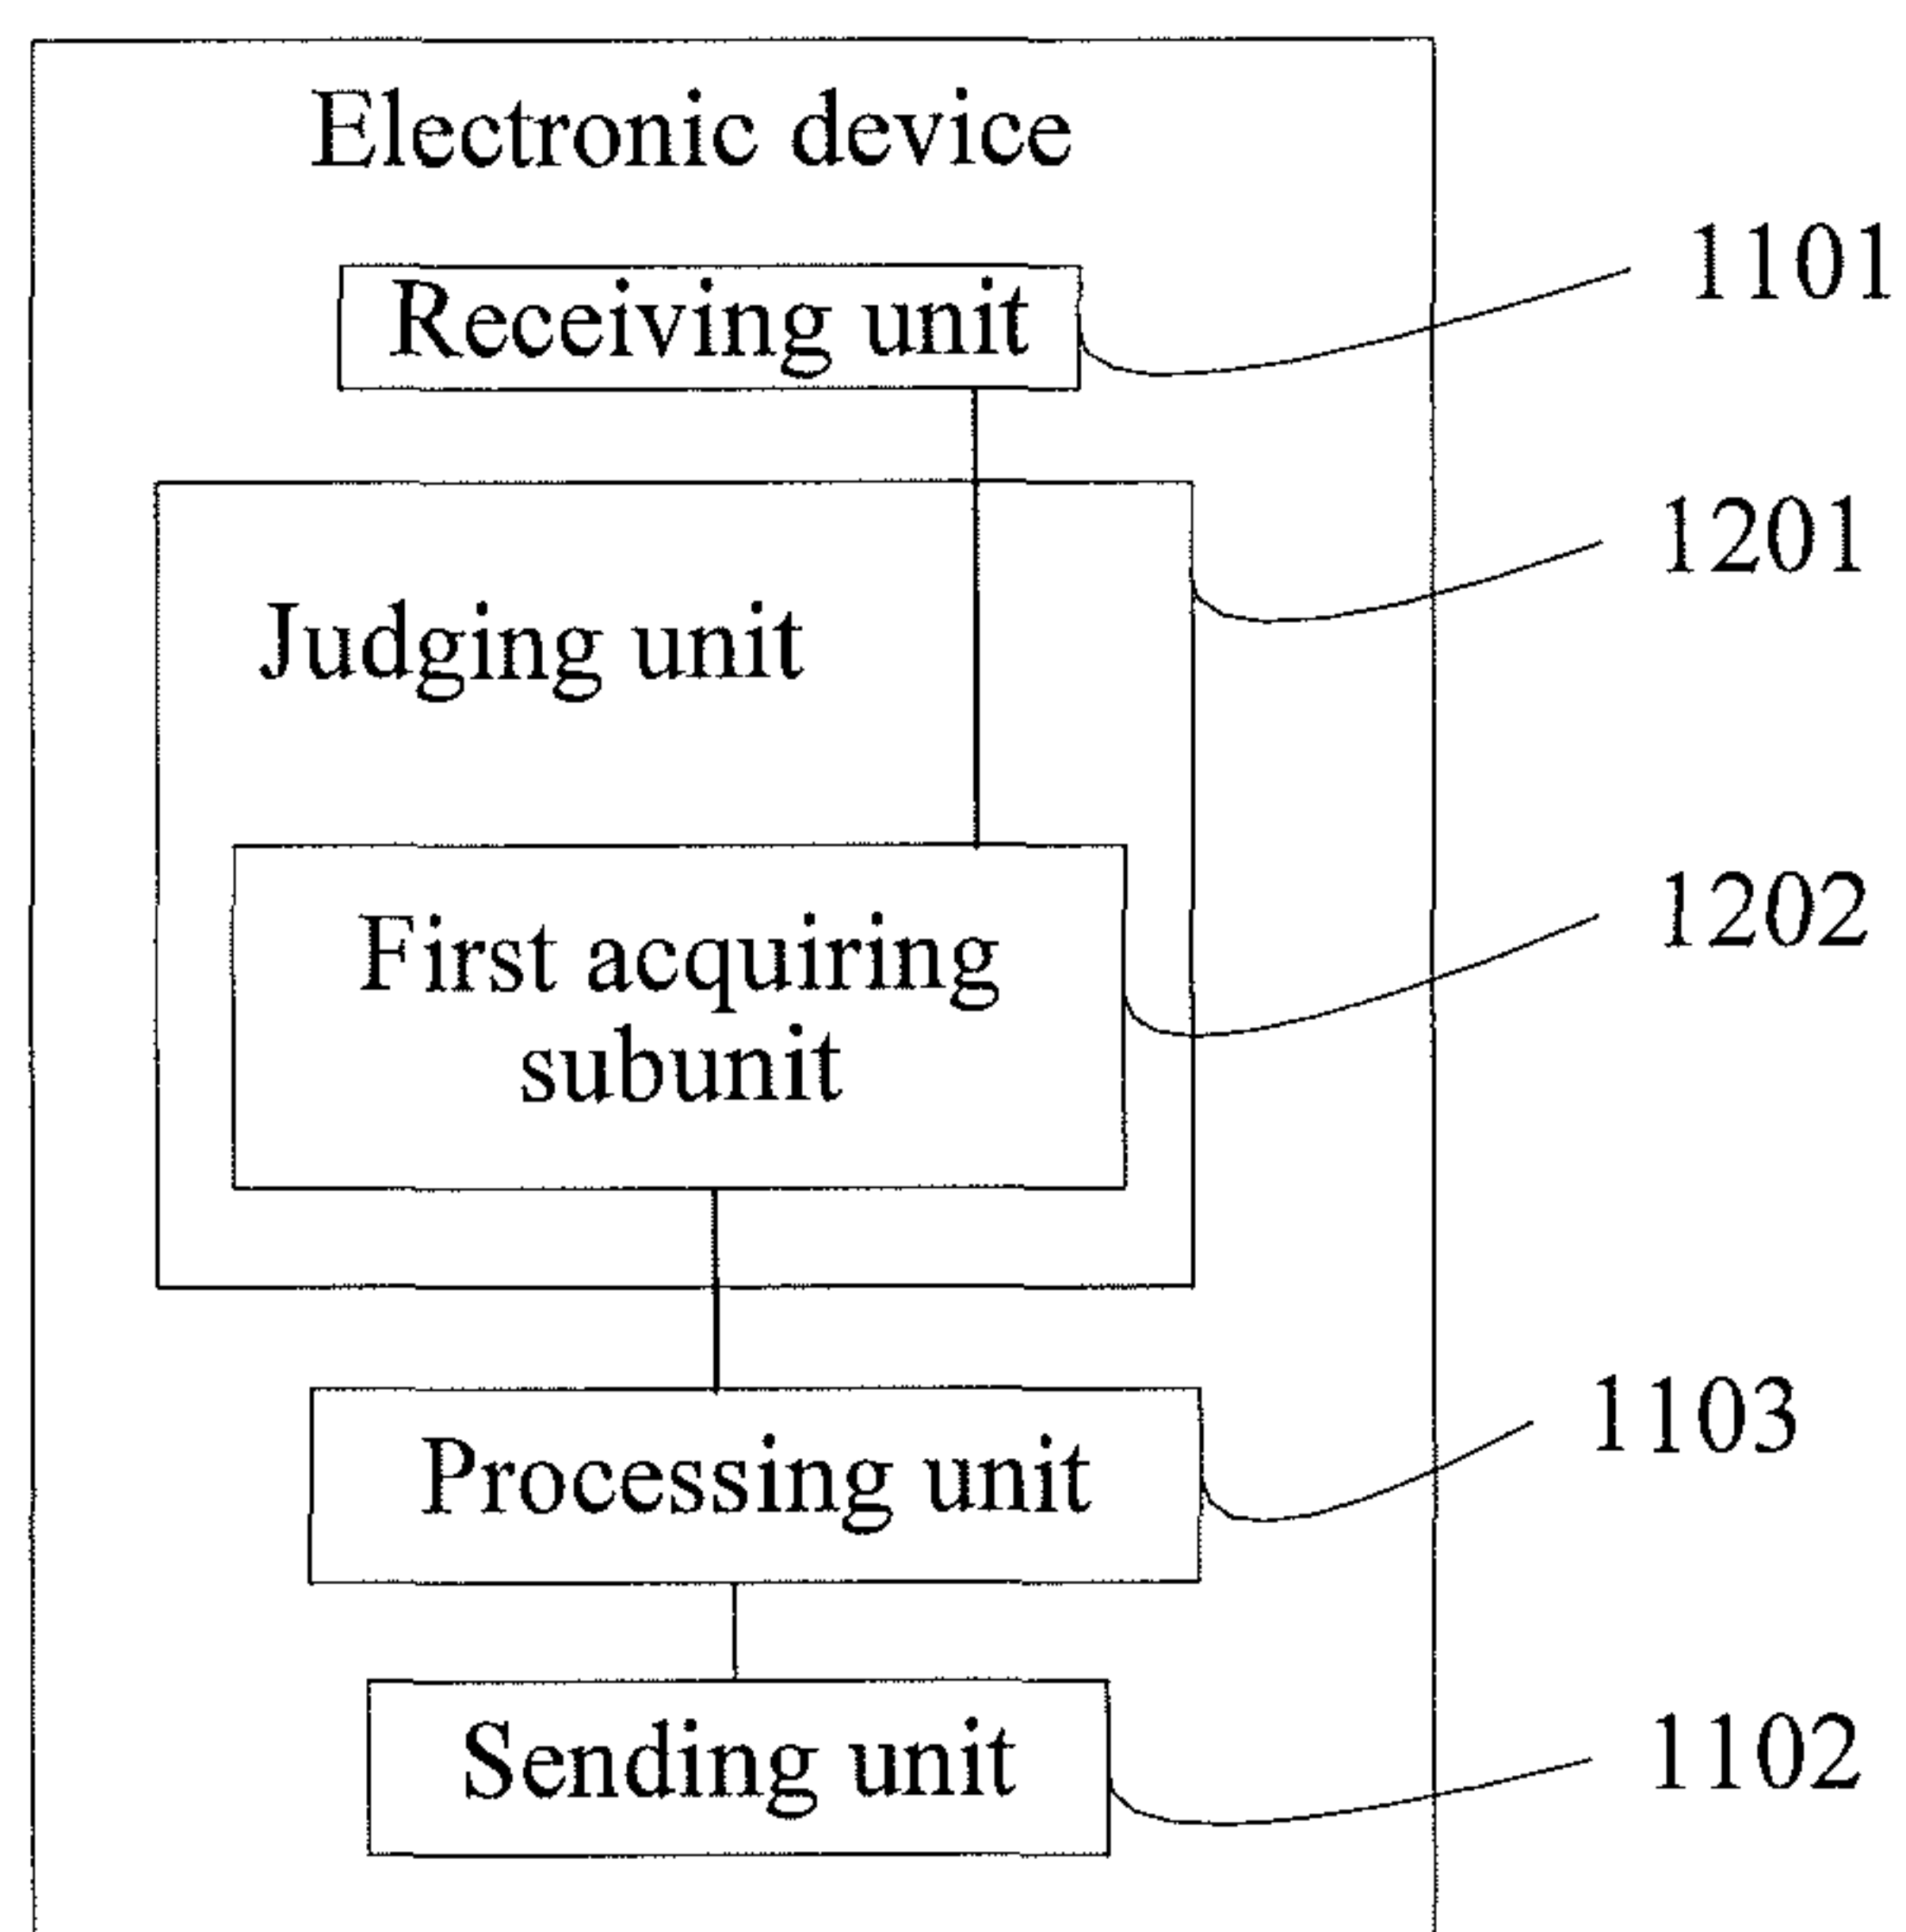 Electronic device
Receiving unit
1101
1201
Judging unit
1202
First acquiring
subunit
1103
Processing unit
Sending unit
1102